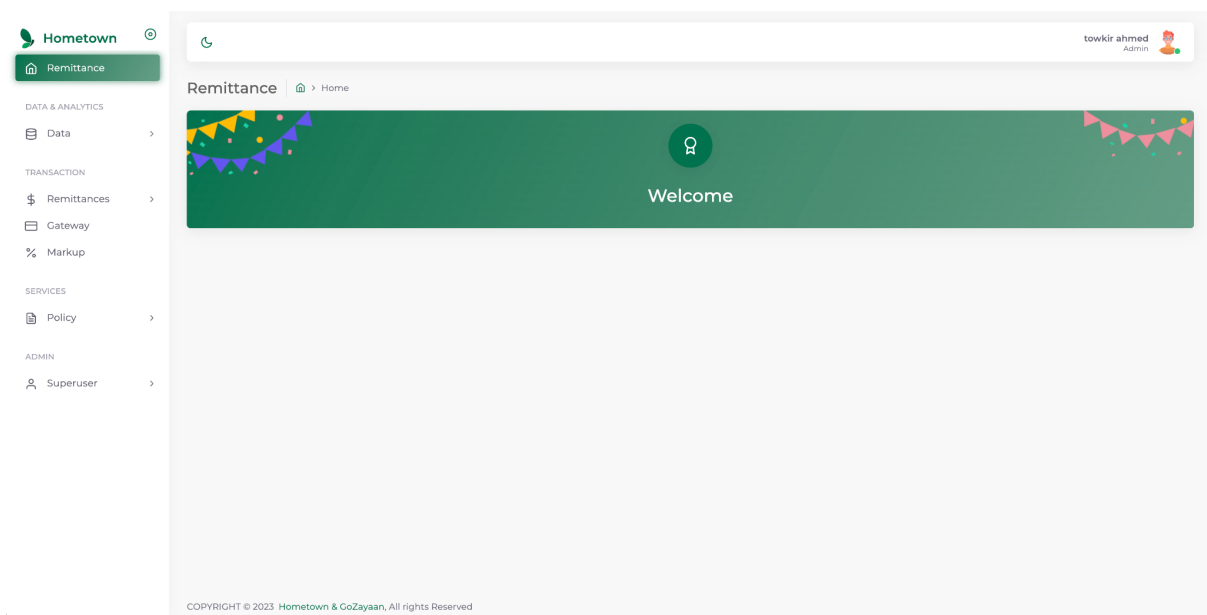 Hometown
Remittance
DATA & ANALYTICS
Data
TRANSACTION
Remittances
Gateway
Markup
SERVICES
Policy
ADMIN
Superuser
towkir ahmed
Admin
Remittance
Home
Welcome
COPYRIGHT © 2023 Hometown & GoZayaan, All rights Reserved